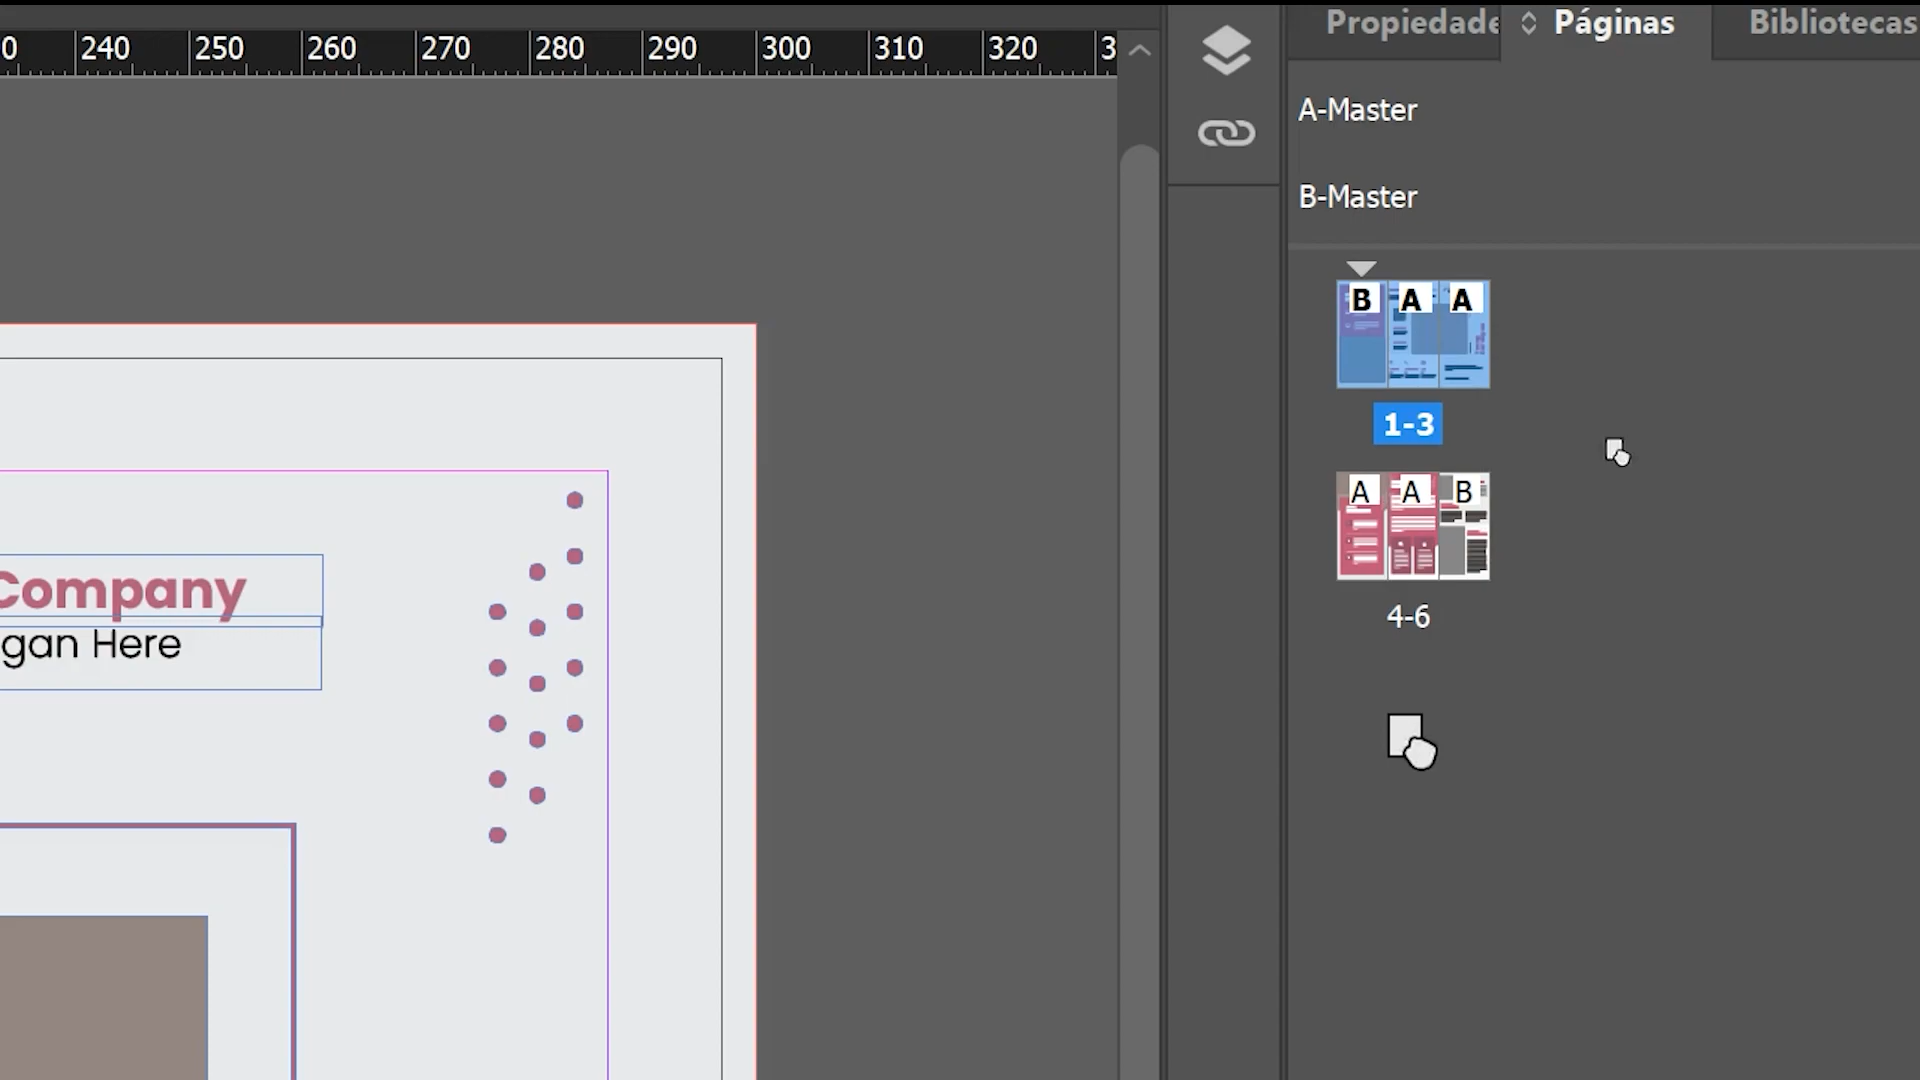 Propiedade
Páginas
Bibliotecas
0 240 250 260 270 280 290 300 310 320 3
A-Master
B-Master
B A A
1-3
A A B
4-6
Company
gan Here